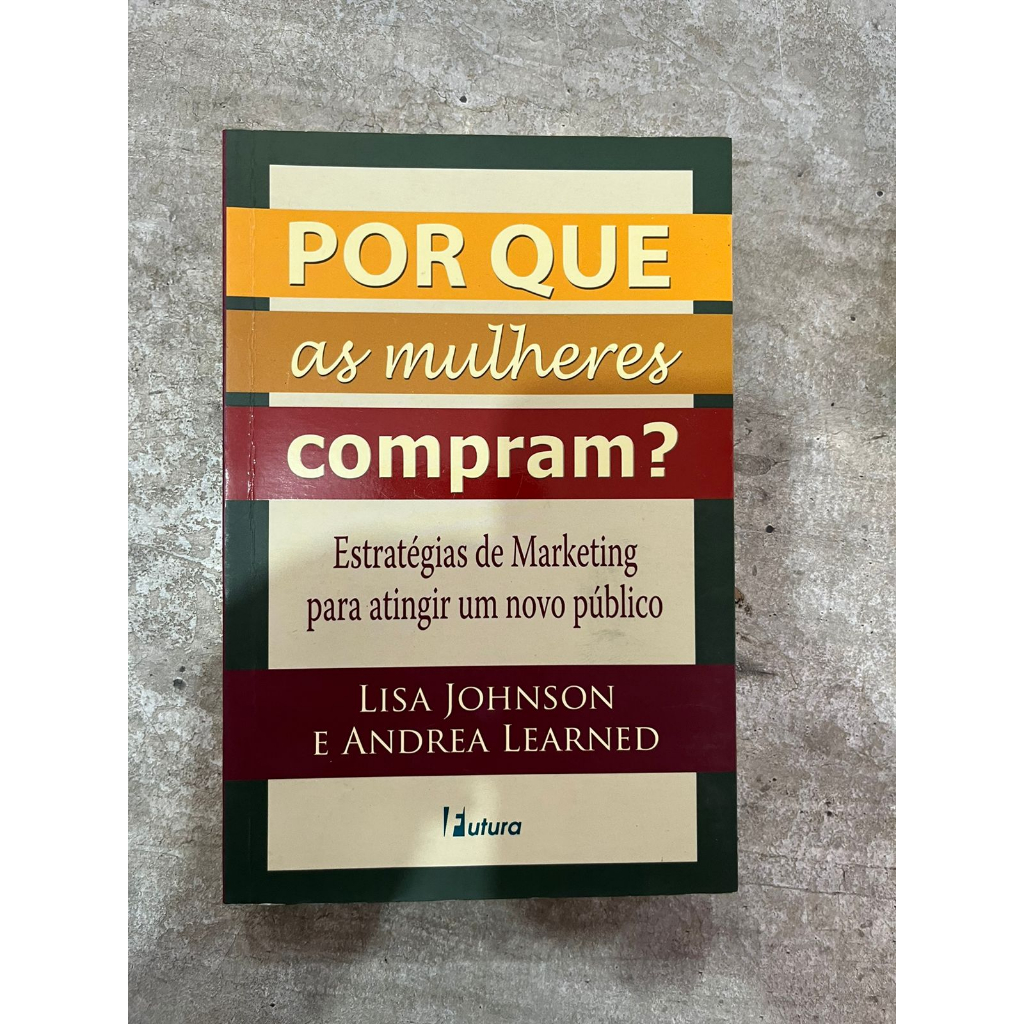 POR QUE
as mulheres
compram?
Estratégias de Marketing
para atingir um novo público
LISA JOHNSON
E ANDREA LEARNED
Futura